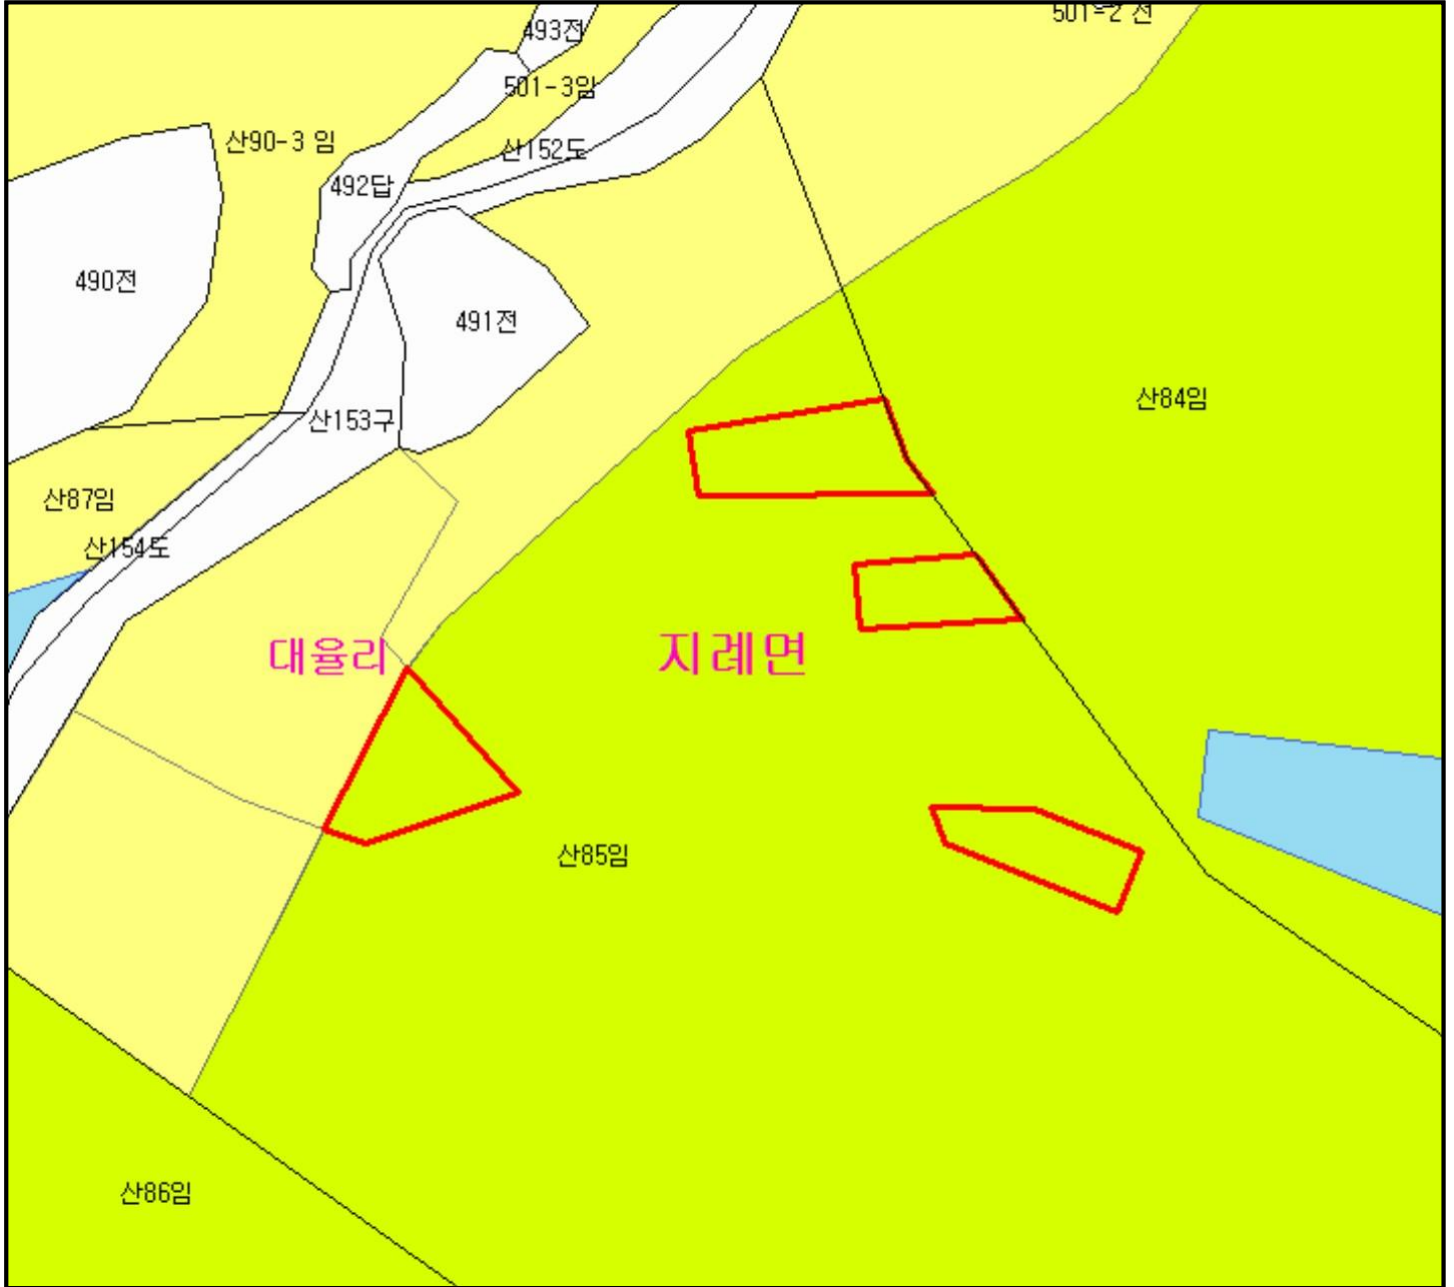 501-2 전
493전
501-3임
산90-3 임
산152도
492답
490전
491전
산84임
산153구
산87임
산154도
대율리
지례면
산85임
산86임